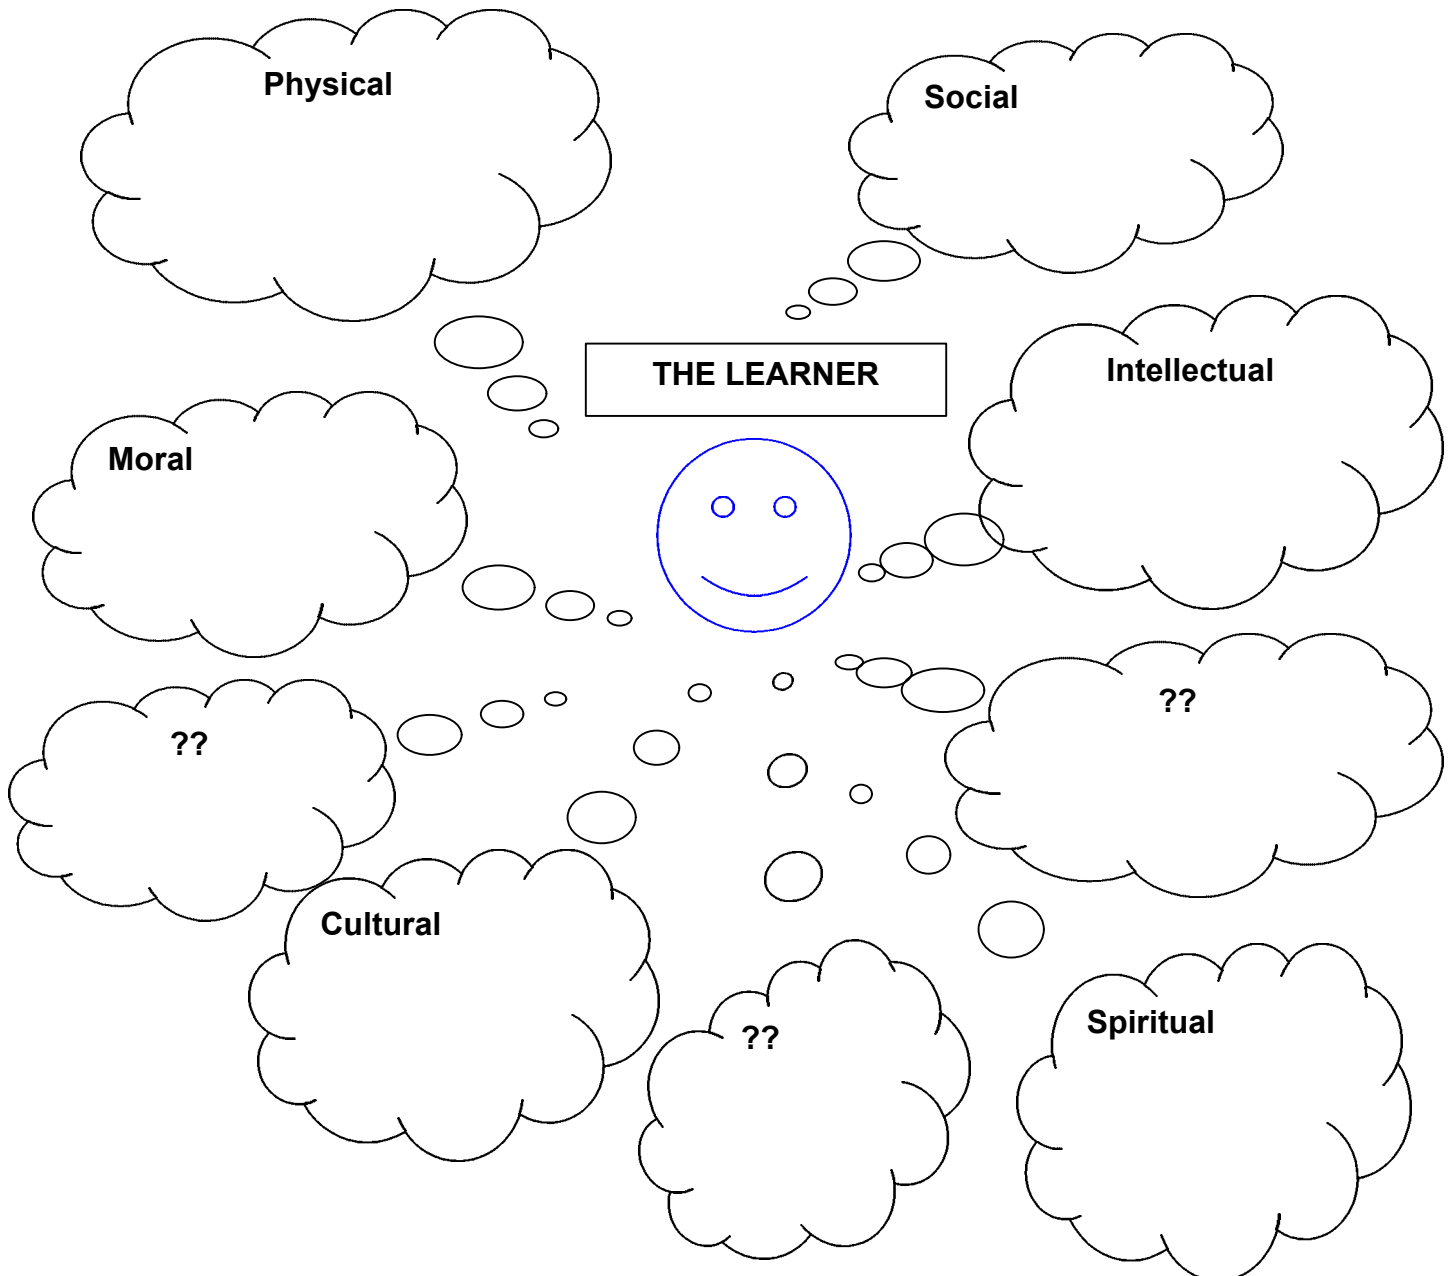 Physical
Social
THE LEARNER
Intellectual
Moral
??
??
Cultural
??
Spiritual